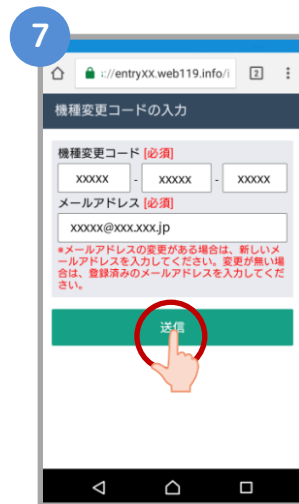 7
://entryXX.web119.info/i
2
機種変更コードの入力
機種変更コード [必須]
xxxxx - xxxxx - xxxxx
メールアドレス [必須]
xxxxx@xxx.xxx.jp
※メールアドレスの変更がある場合は、新しいメ
ールアドレスを入力してください。変更が無い場
合は、登録済みのメールアドレスを入力してくだ
さい。
送信